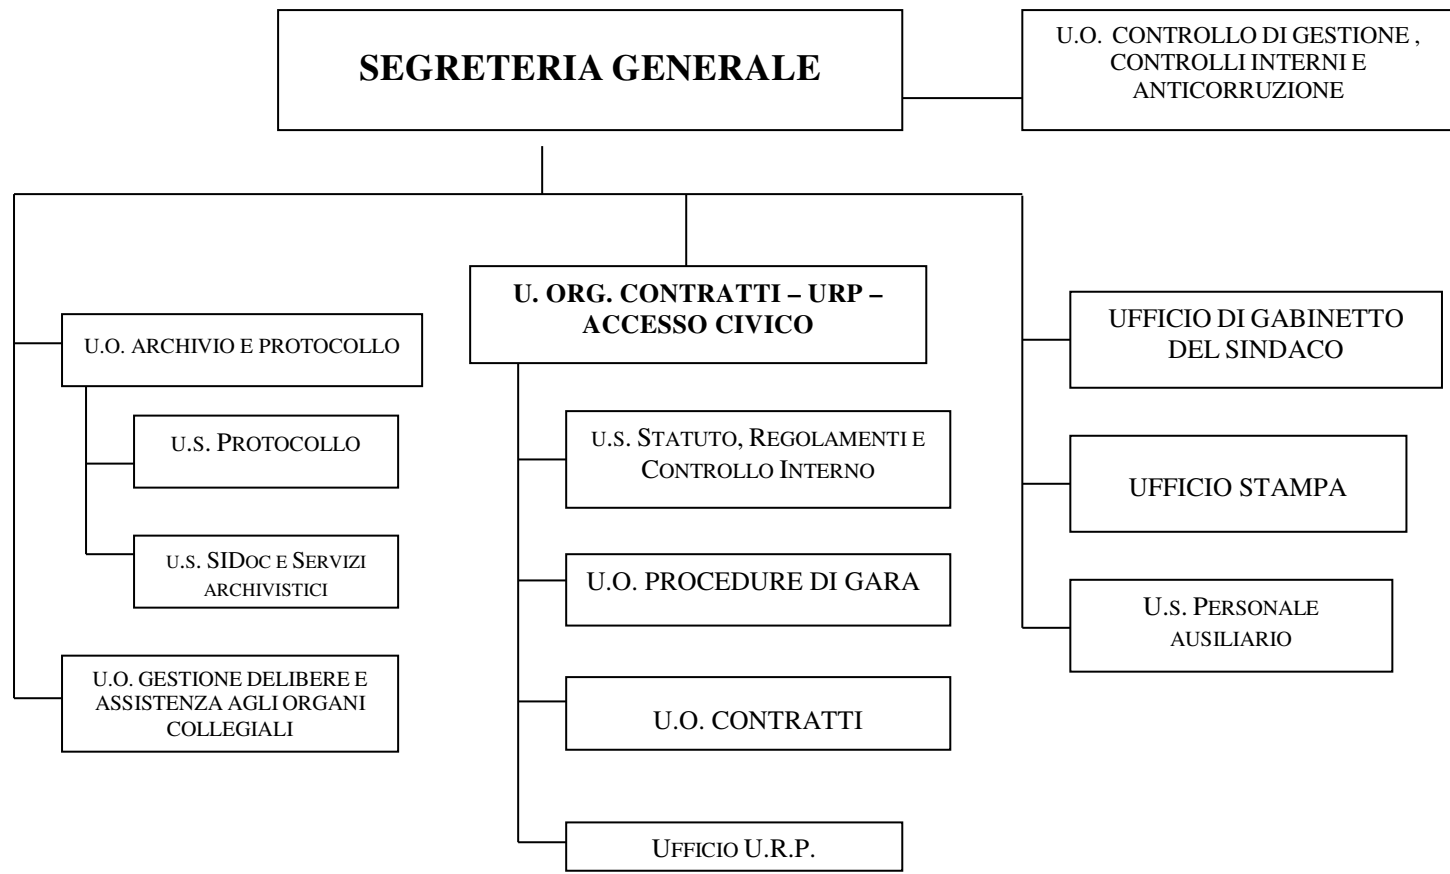 SEGRETERIA GENERALE
U.O. CONTROLLO DI GESTIONE ,
CONTROLLI INTERNI E
ANTICORRUZIONE
U.O. ARCHIVIO E PROTOCOLLO
U.S. PROTOCOLLO
U.S. SIDOC E SERVIZI
ARCHIVISTICI
U.O. GESTIONE DELIBERE E
ASSISTENZA AGLI ORGANI
COLLEGIALI
U. ORG. CONTRATTI – URP –
ACCESSO CIVICO
U.S. STATUTO, REGOLAMENTI E
CONTROLLO INTERNO
U.O. PROCEDURE DI GARA
U.O. CONTRATTI
UFFICIO U.R.P.
UFFICIO DI GABINETTO
DEL SINDACO
UFFICIO STAMPA
U.S. PERSONALE
AUSILIARIO